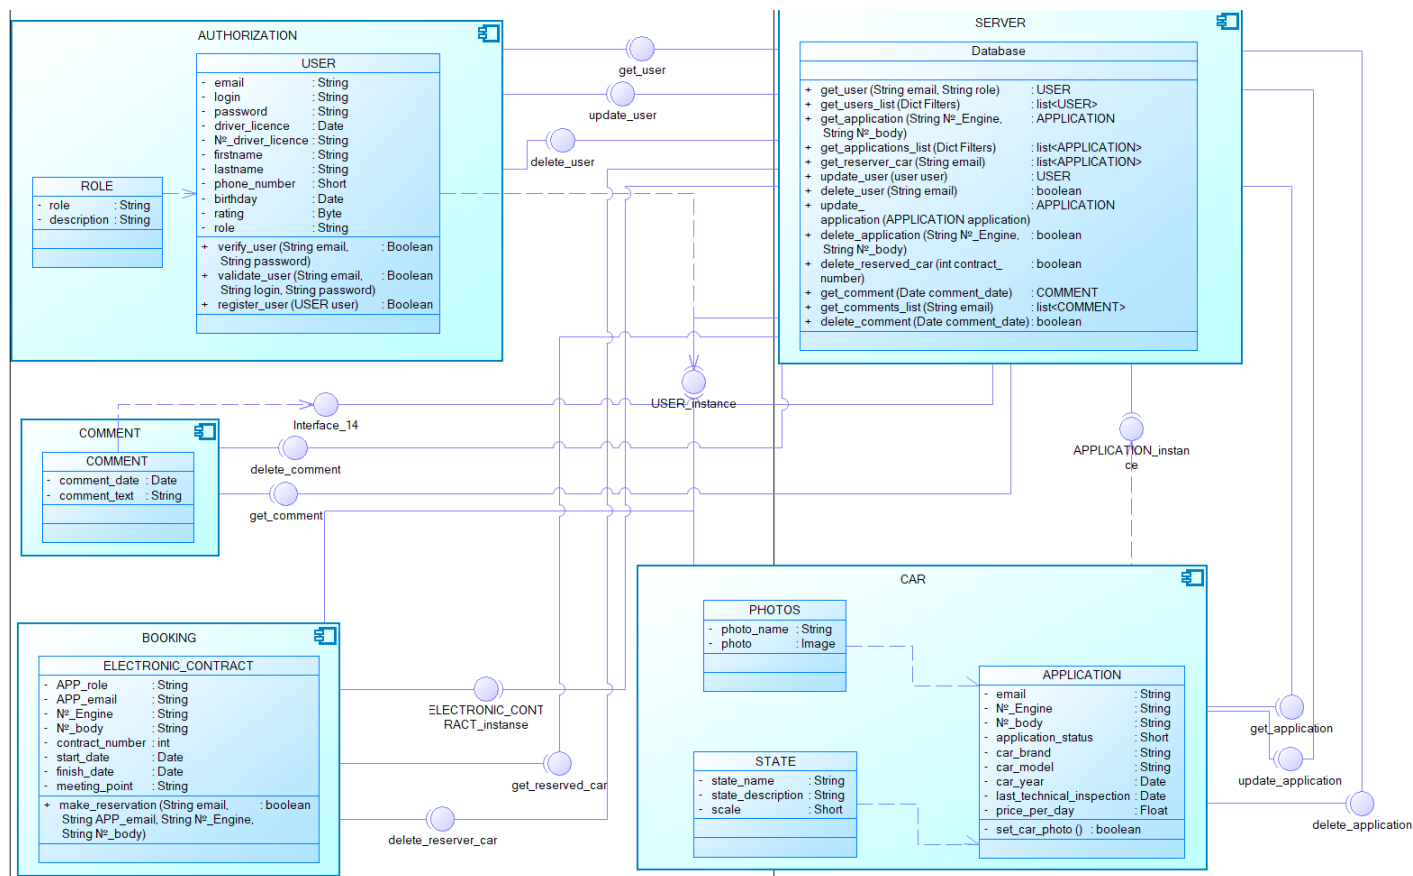 AUTHORIZATION
USER
- email : String
- login : String
- password : String
- driver_licence : Date
- №_driver_licence : String
- firstname : String
- lastname : String
- phone_number : Short
- birthday : Date
- rating : Byte
- role : String
+ verify_user (String email, : Boolean
String password)
+ validate_user (String email, : Boolean
String login, String password)
+ register_user (USER user) : Boolean
ROLE
- role : String
- description : String
get_user
update_user
delete_user
SERVER
Database
+ get_user (String email, String role) : USER
+ get_users_list (Dict Filters) : list<USER>
+ get_application (String №_Engine, : APPLICATION
String №_body)
+ get_applications_list (Dict Filters) : list<APPLICATION>
+ get_reserver_car (String email) : list<APPLICATION>
+ update_user (user user) : USER
+ delete_user (String email) : boolean
+ update_ : APPLICATION
application (APPLICATION application)
+ delete_application (String №_Engine, : boolean
String №_body)
+ delete_reserved_car (int contract_ : boolean
number)
+ get_comment (Date comment_date) : COMMENT
+ get_comments_list (String email) : list<COMMENT>
+ delete_comment (Date comment_date) : boolean
USER_instance
Interface_14
COMMENT
COMMENT
- comment_date : Date
- comment_text : String
delete_comment
get_comment
APPLICATION_instan
ce
BOOKING
ELECTRONIC_CONTRACT
- APP_role : String
- APP_email : String
- №_Engine : String
- №_body : String
- contract_number : int
- start_date : Date
- finish_date : Date
- meeting_point : String
+ make_reservation (String email, : boolean
String APP_email, String №_Engine,
String №_body)
ELECTRONIC_CONT
RACT_instanse
get_reserved_car
delete_reserver_car
CAR
PHOTOS
- photo_name : String
- photo : Image
STATE
- state_name : String
- state_description : String
- scale : Short
APPLICATION
- email : String
- №_Engine : String
- №_body : String
- application_status : Short
- car_brand : String
- car_model : String
- car_year : Date
- last_technical_inspection : Date
- price_per_day : Float
- set_car_photo () : boolean
get_application
update_application
delete_application